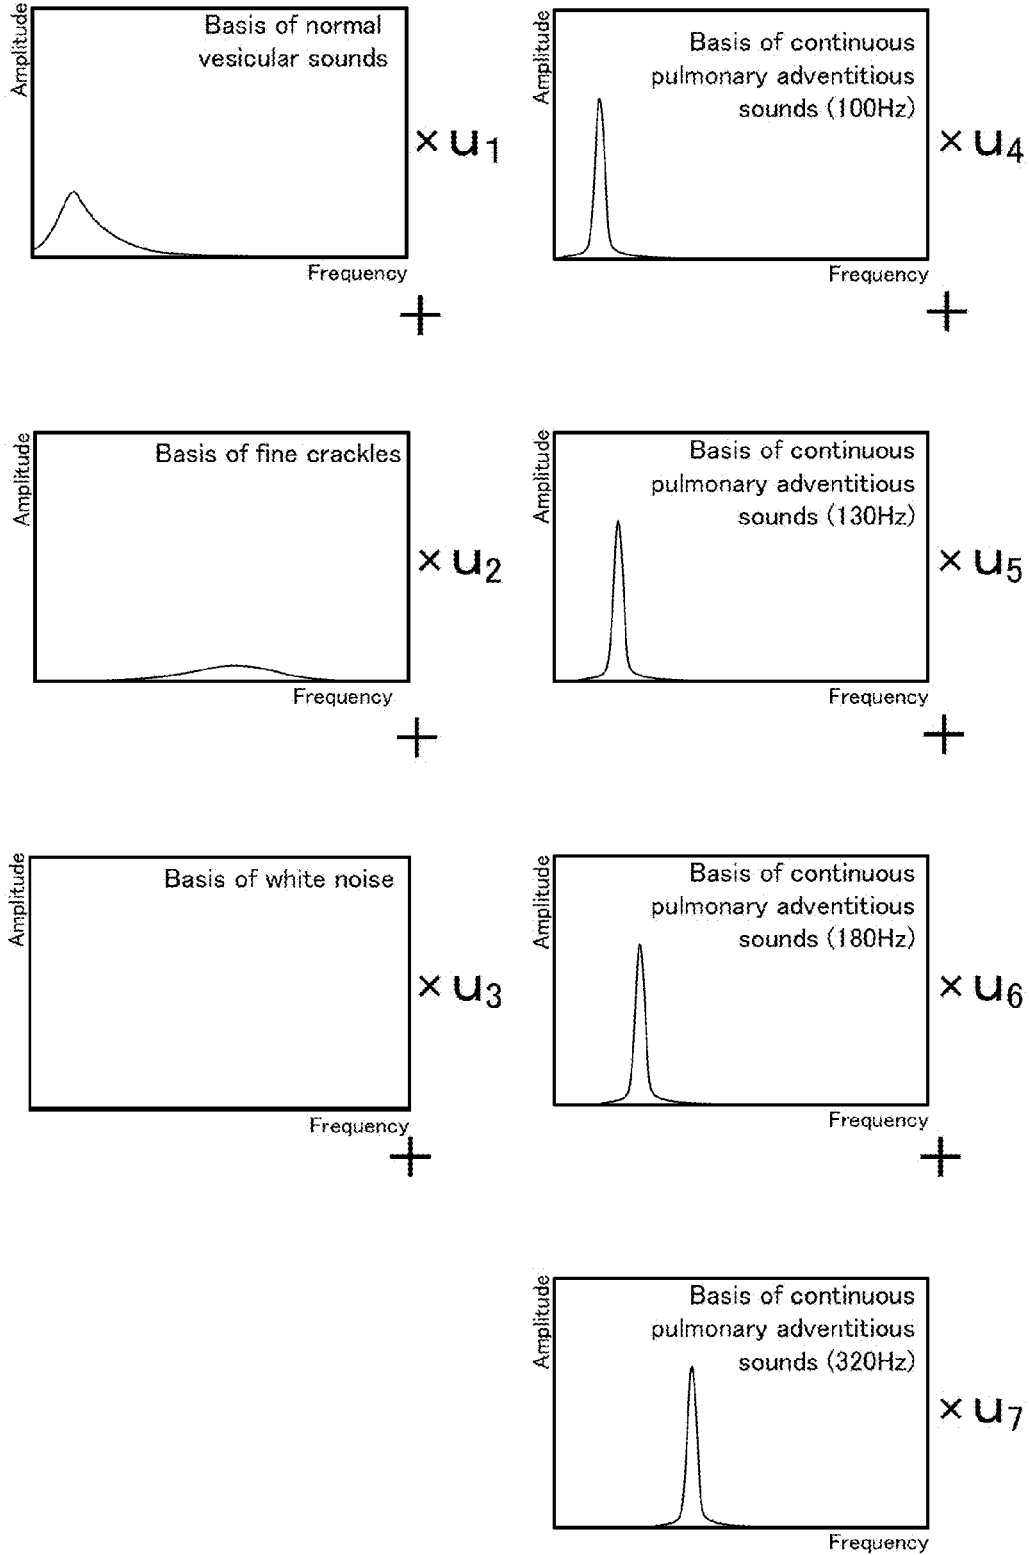 Amplitude
Basis of normal
vesicular sounds
Frequency
× u1
+
Amplitude
Basis of fine crackles
Frequency
× u2
+
Amplitude
Basis of white noise
Frequency
× u3
+
Amplitude
Basis of continuous
pulmonary adventitious
sounds (100Hz)
Frequency
× u4
+
Amplitude
Basis of continuous
pulmonary adventitious
sounds (130Hz)
Frequency
× u5
+
Amplitude
Basis of continuous
pulmonary adventitious
sounds (180Hz)
Frequency
× u6
+
Amplitude
Basis of continuous
pulmonary adventitious
sounds (320Hz)
Frequency
× u7